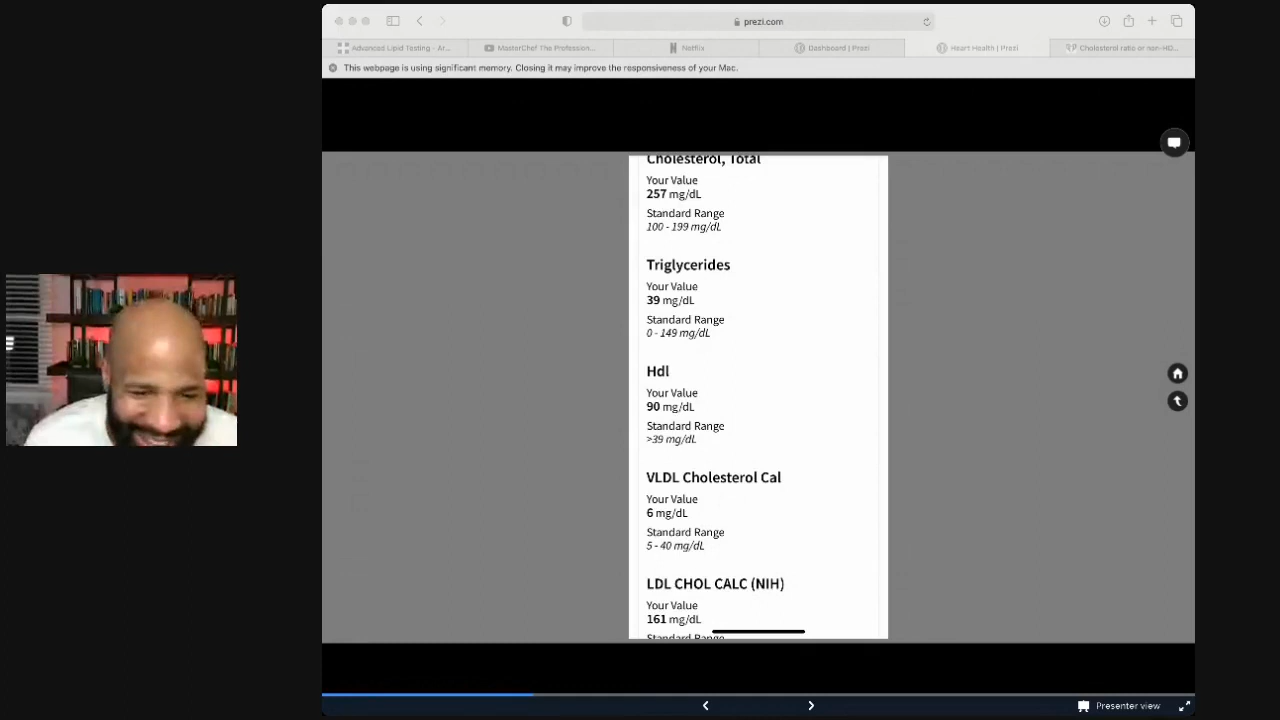 prezi.com
Advanced Lipid Testing - Ar...
MasterChef The Profession...
Netflix
Dashboard | Prezi
Heart Health | Prezi
Cholesterol ratio or non-HD...
This webpage is using significant memory. Closing it may improve the responsiveness of your Mac.
Cholesterol, Total
Your Value
257 mg/dL
Standard Range
100 - 199 mg/dL
Triglycerides
Your Value
39 mg/dL
Standard Range
0 - 149 mg/dL
Hdl
Your Value
90 mg/dL
Standard Range
>39 mg/dL
VLDL Cholesterol Cal
Your Value
6 mg/dL
Standard Range
5 - 40 mg/dL
LDL CHOL CALC (NIH)
Your Value
161 mg/dL
Standard Range
Presenter view